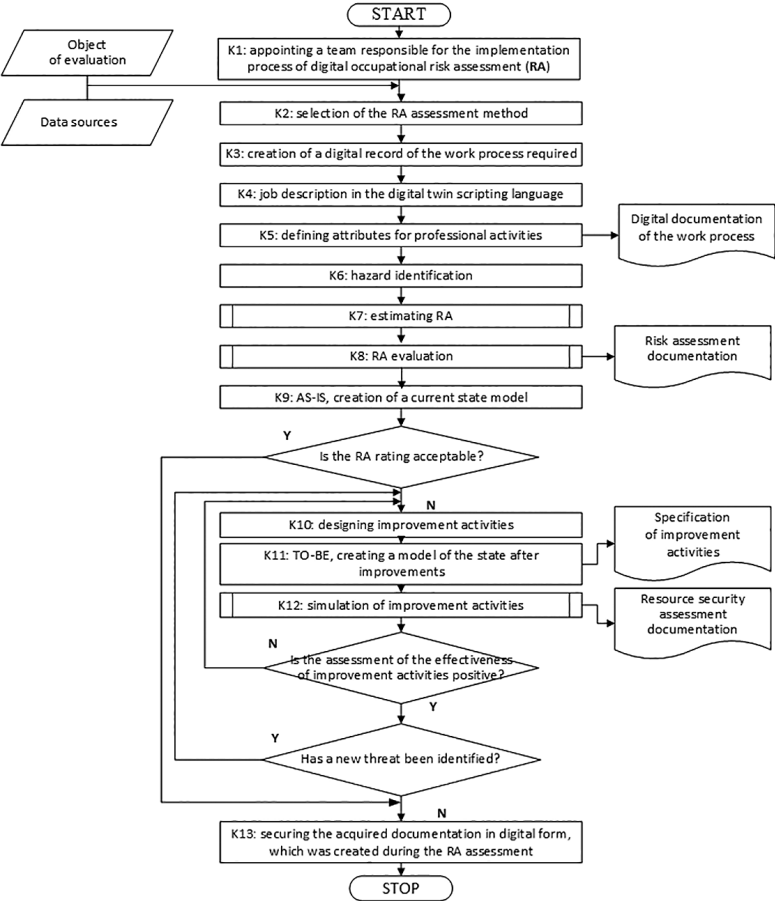 START
Object
of evaluation
K1: appointing a team responsible for the implementation
process of digital occupational risk assessment (RA)
Data sources
K2: selection of the RA assessment method
K3: creation of a digital record of the work process required
K4: job description in the digital twin scripting language
K5: defining attributes for professional activities
Digital documentation
of the work process
K6: hazard identification
K7: estimating RA
K8: RA evaluation
Risk assessment
documentation
K9: AS-IS, creation of a current state model
Y
Is the RA rating acceptable?
N
K10: designing improvement activities
Specification
of improvement
activities
K11: TO-BE, creating a model of the state after
improvements
K12: simulation of improvement activities
Resource security
assessment
documentation
N
Is the assessment of the effectiveness
of improvement activities positive?
Y
Y
Has a new threat been identified?
N
K13: securing the acquired documentation in digital form,
which was created during the RA assessment
STOP